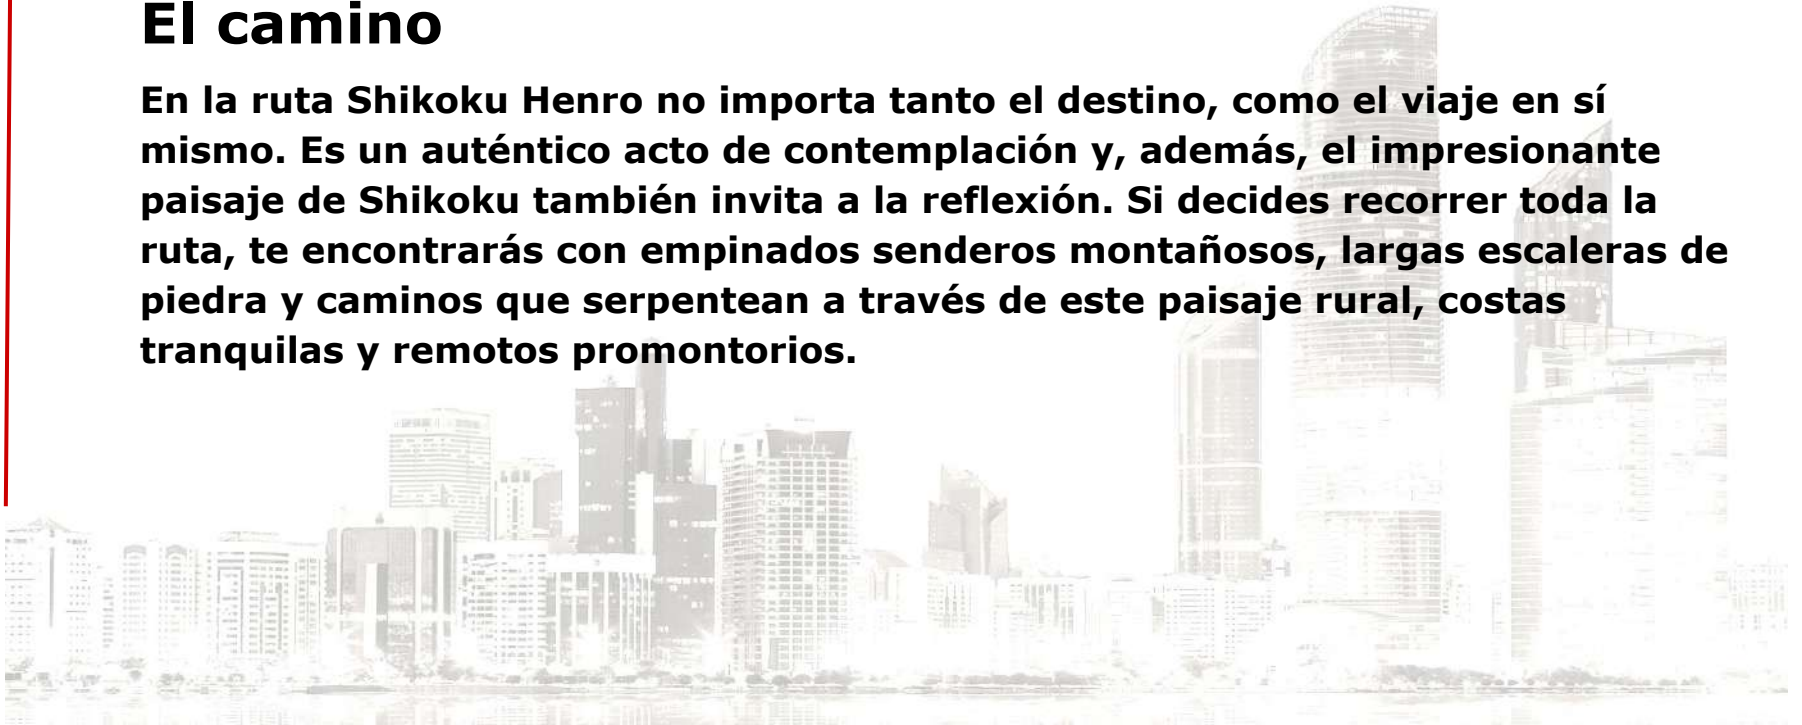 El camino
En la ruta Shikoku Henro no importa tanto el destino, como el viaje en sí
mismo. Es un auténtico acto de contemplación y, además, el impresionante
paisaje de Shikoku también invita a la reflexión. Si decides recorrer toda la
ruta, te encontrarás con empinados senderos montañosos, largas escaleras de
piedra y caminos que serpentean a través de este paisaje rural, costas
tranquilas y remotos promontorios.